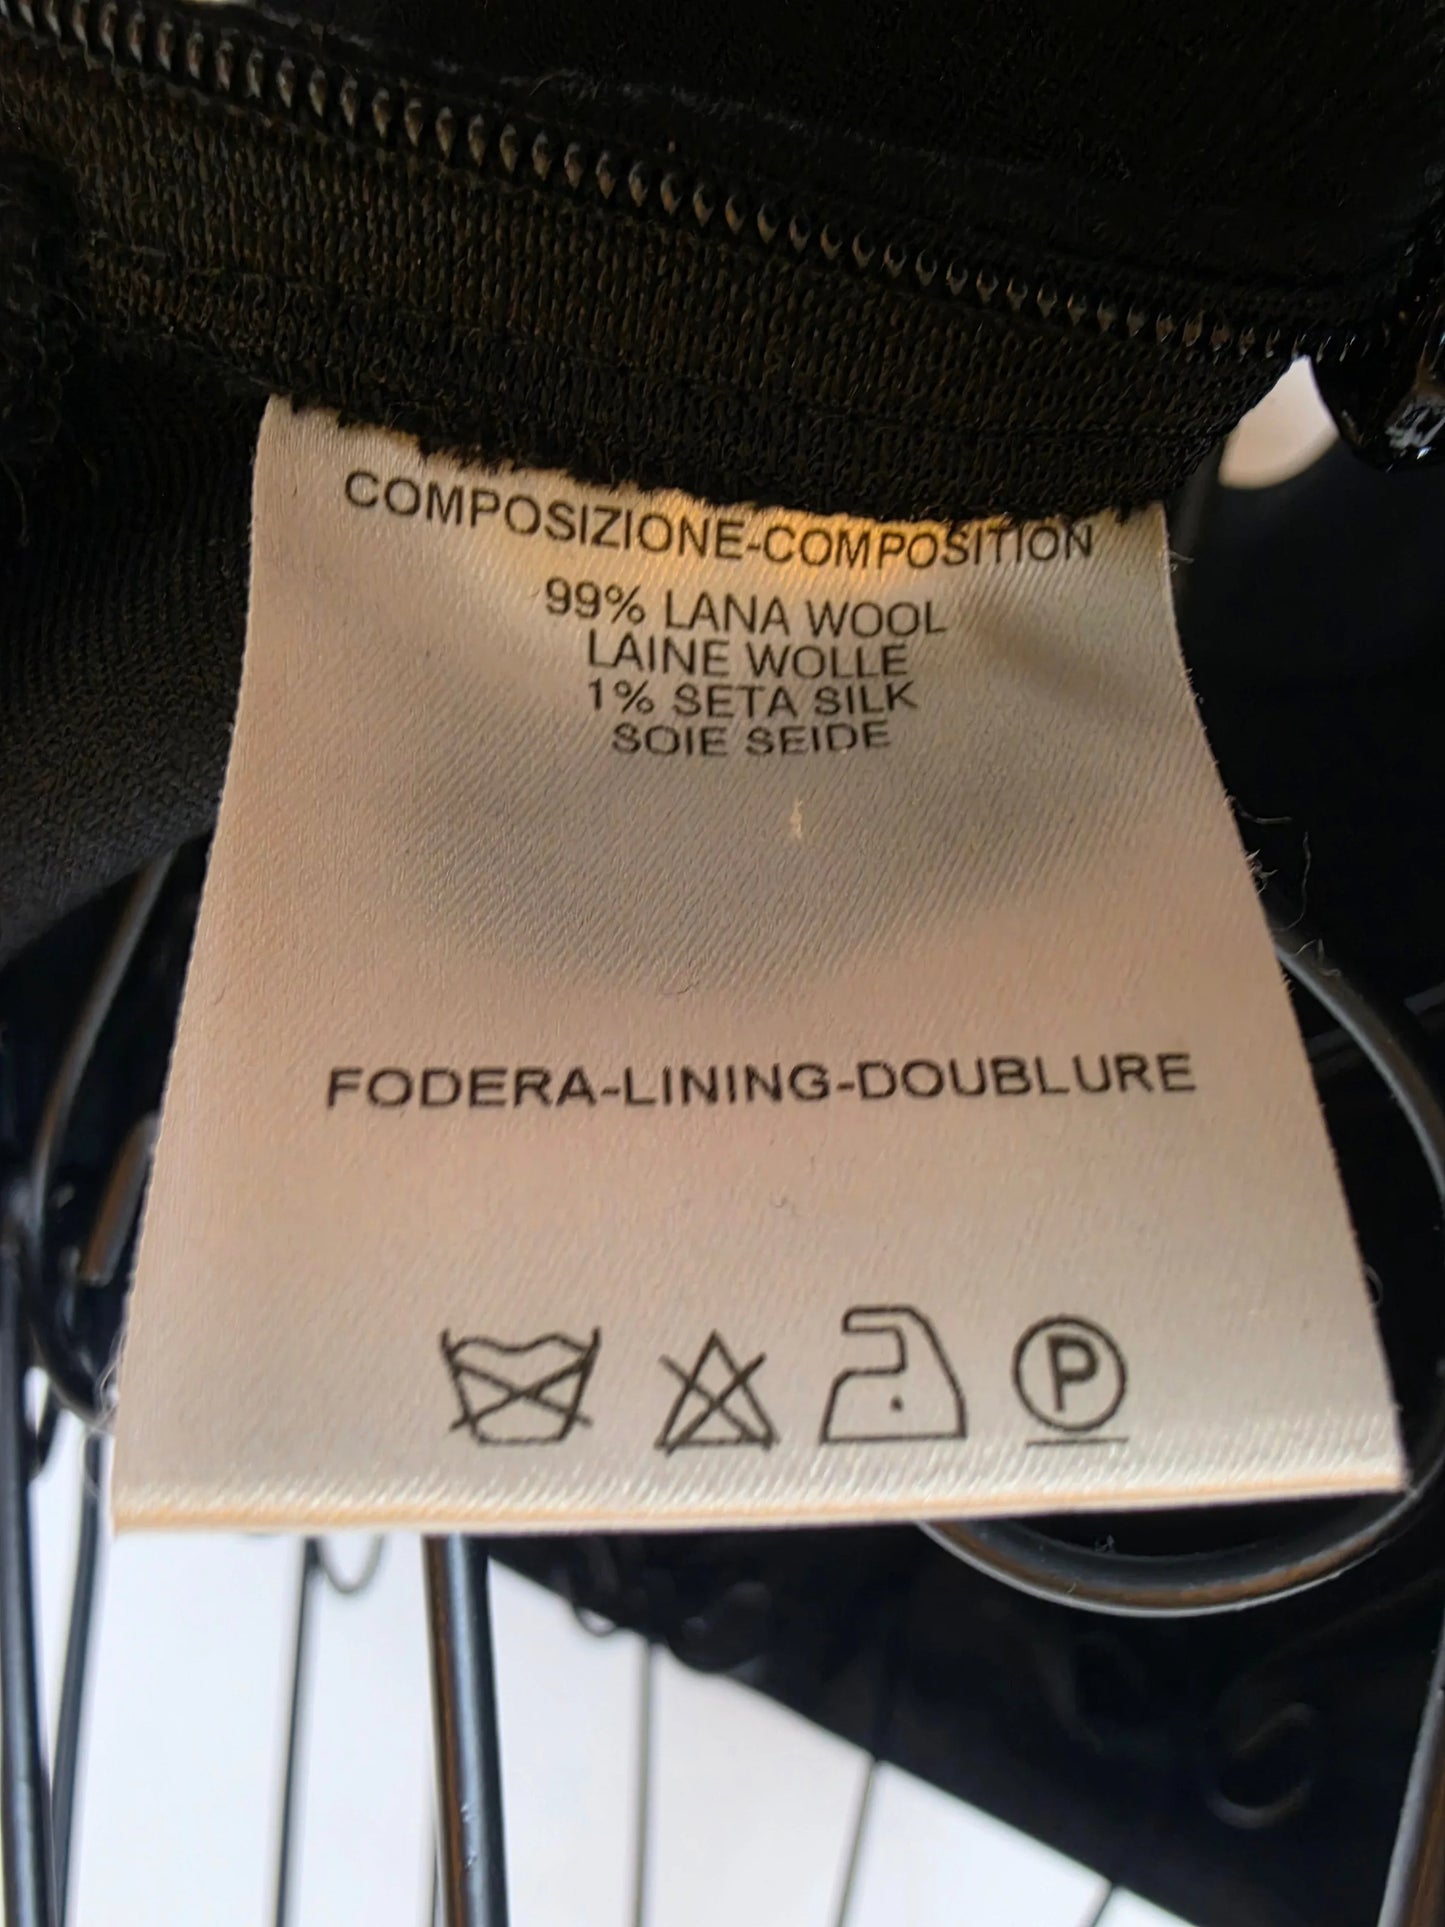 COMPOSIZIONE-COMPOSITION
99% LANA WOOL
LAINE WOLLE
1% SETA SILK
SOIE SEIDE
FODERA-LINING-DOUBLURE
P